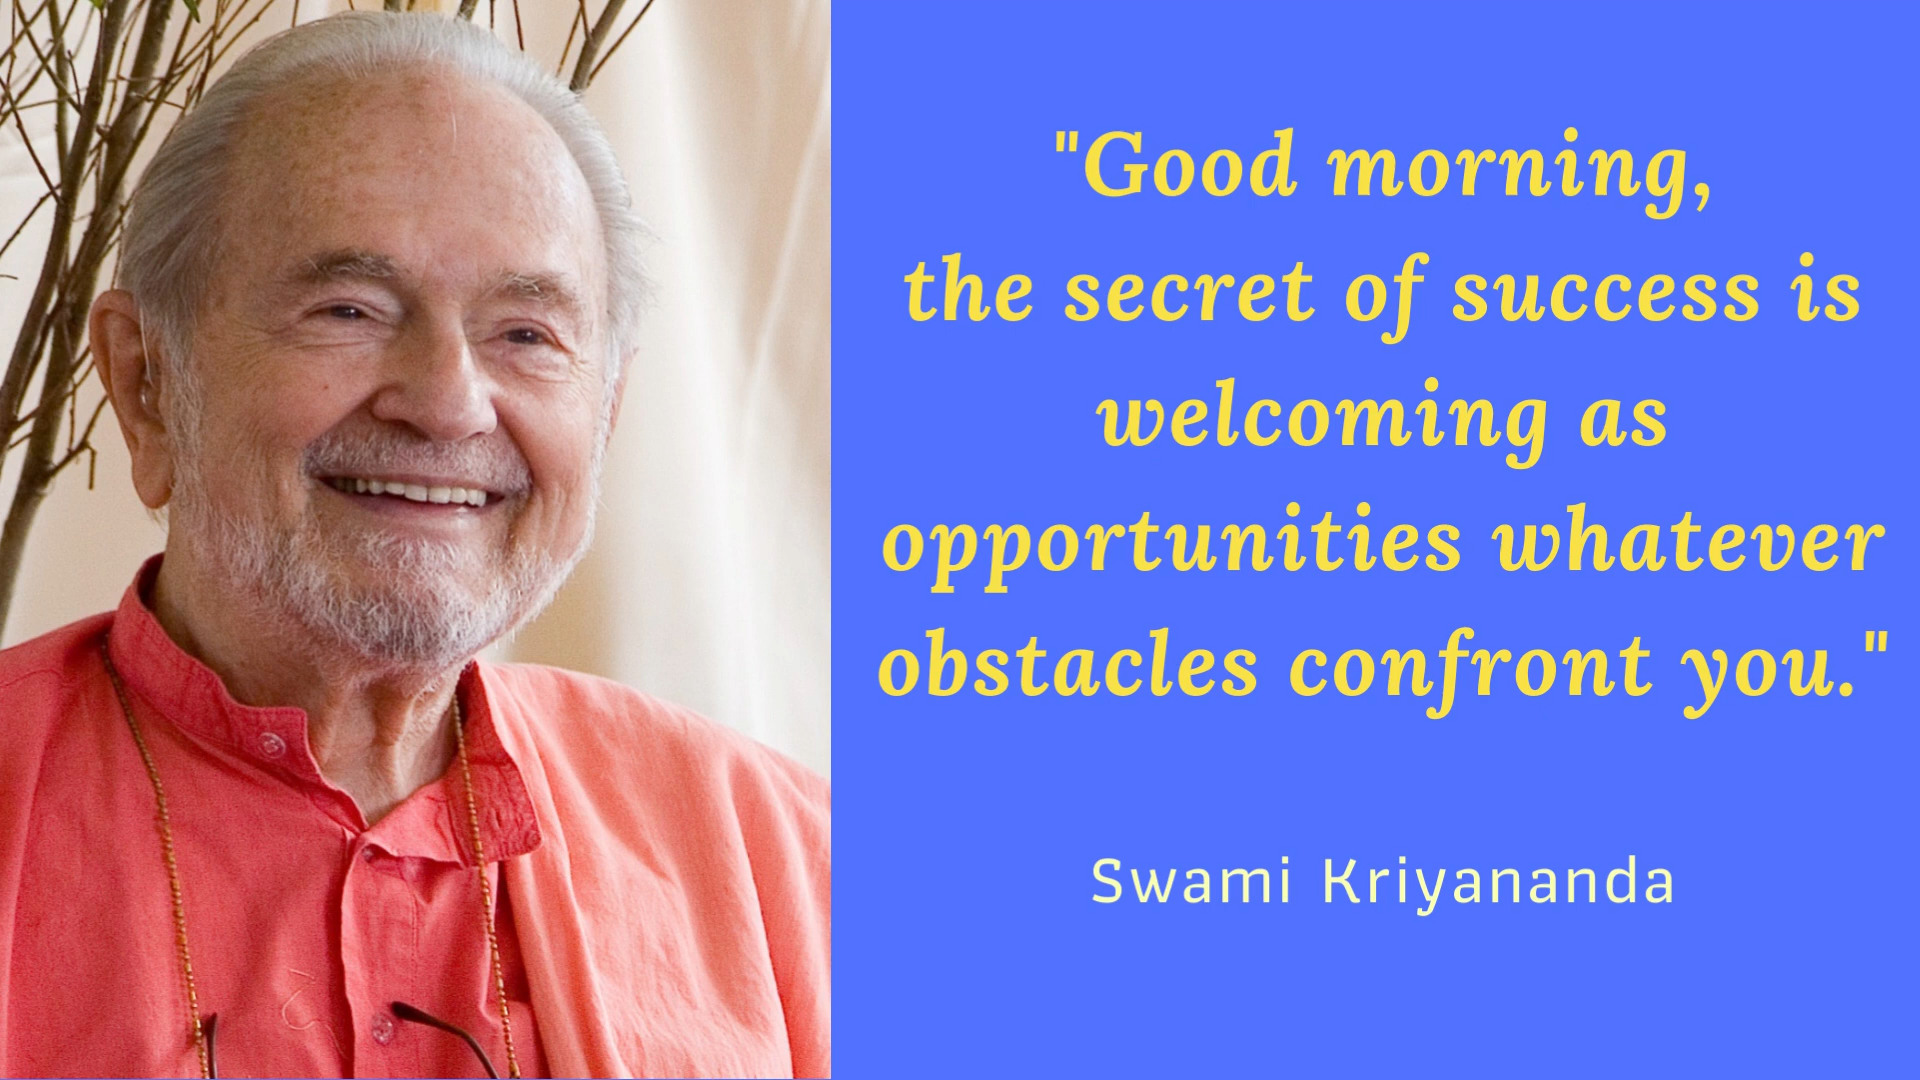 "Good morning,
the secret of success is
welcoming as
opportunities whatever
obstacles confront you."
Swami Kriyananda